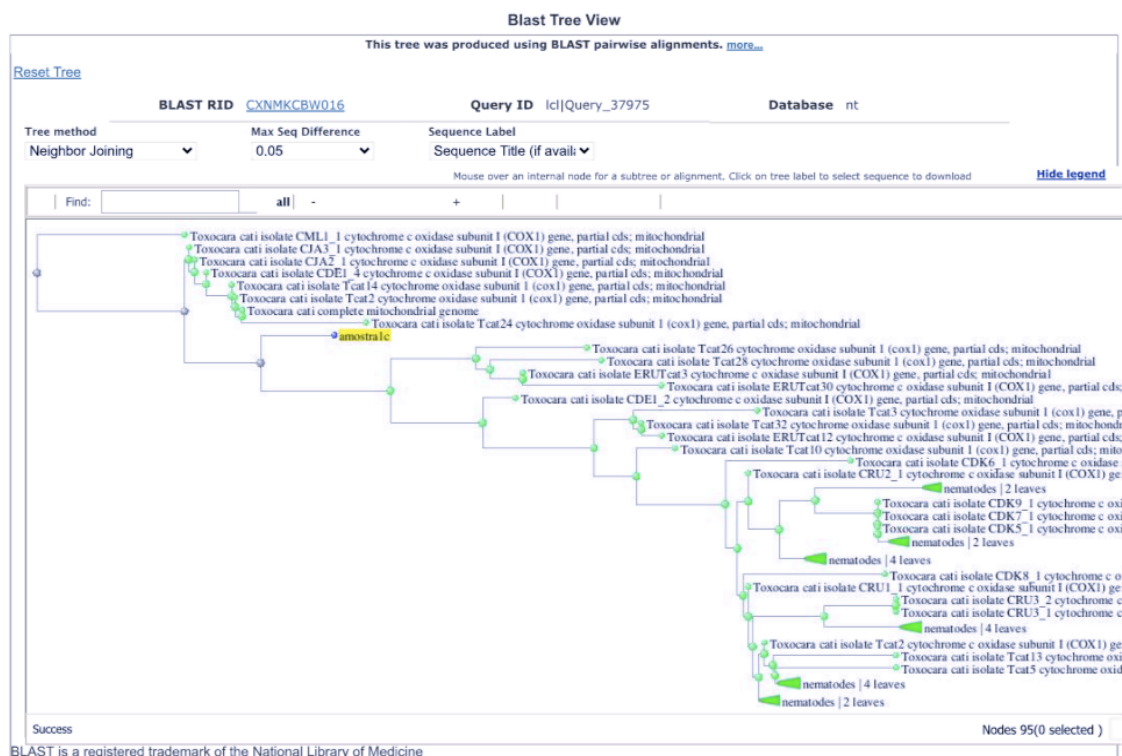 Blast Tree View
This tree was produced using BLAST pairwise alignments. more...
Reset Tree
BLAST RID CXNMKCBW016 Query ID lcl|Query_37975 Database nt
Tree method Max Seq Difference Sequence Label
Neighbor Joining 0.05 Sequence Title (if availa
Mouse over an internal node for a subtree or alignment. Click on tree label to select sequence to download Hide legend
Find: all - +
Toxocara cati isolate CML1_1 cytochrome c oxidase subunit I (COX1) gene, partial cds; mitochondrial
Toxocara cati isolate CJA3_1 cytochrome c oxidase subunit I (COX1) gene, partial cds; mitochondrial
Toxocara cati isolate CJA2_1 cytochrome c oxidase subunit I (COX1) gene, partial cds; mitochondrial
Toxocara cati isolate CDE1_4 cytochrome c oxidase subunit I (COX1) gene, partial cds; mitochondrial
Toxocara cati isolate Tcat14 cytochrome oxidase subunit 1 (cox1) gene, partial cds; mitochondrial
Toxocara cati isolate Tcat2 cytochrome oxidase subunit 1 (cox1) gene, partial cds; mitochondrial
Toxocara cati complete mitochondrial genome
Toxocara cati isolate Tcat24 cytochrome oxidase subunit 1 (cox1) gene, partial cds; mitochondrial
amostra1c
Toxocara cati isolate Tcat26 cytochrome oxidase subunit 1 (cox1) gene, partial cds; mitochondrial
Toxocara cati isolate Tcat28 cytochrome oxidase subunit 1 (cox1) gene, partial cds; mitochondrial
Toxocara cati isolate ERUTcat3 cytochrome c oxidase subunit I (COX1) gene, partial cds; mitochondrial
Toxocara cati isolate ERUTcat30 cytochrome c oxidase subunit I (COX1) gene, partial cds;
Toxocara cati isolate CDE1_2 cytochrome c oxidase subunit I (COX1) gene, partial cds; mitochondrial
Toxocara cati isolate Tcat3 cytochrome oxidase subunit 1 (cox1) gene, p
Toxocara cati isolate Tcat32 cytochrome oxidase subunit 1 (cox1) gene, partial cds; mitochondr
Toxocara cati isolate ERUTcat12 cytochrome c oxidase subunit I (COX1) gene, partial cds;
Toxocara cati isolate Tcat10 cytochrome oxidase subunit 1 (cox1) gene, partial cds; mito
Toxocara cati isolate CDK6_1 cytochrome c oxidase
Toxocara cati isolate CRU2_1 cytochrome c oxidase subunit I (COX1) ge
nematodes | 2 leaves
Toxocara cati isolate CDK9_1 cytochrome c oxi
Toxocara cati isolate CDK7_1 cytochrome c oxi
Toxocara cati isolate CDK5_1 cytochrome c oxi
nematodes | 2 leaves
nematodes | 4 leaves
Toxocara cati isolate CDK8_1 cytochrome c o
Toxocara cati isolate CRU1_1 cytochrome c oxidase subunit I (COX1) ge
Toxocara cati isolate CRU3_2 cytochrome c
Toxocara cati isolate CRU3_1 cytochrome c
nematodes | 4 leaves
Toxocara cati isolate Tcat2 cytochrome c oxidase subunit I (COX1) ge
Toxocara cati isolate Tcat13 cytochrome oxi
Toxocara cati isolate Tcat5 cytochrome oxid
nematodes | 4 leaves
nematodes | 2 leaves
Success Nodes 95(0 selected )
BLAST is a registered trademark of the National Library of Medicine